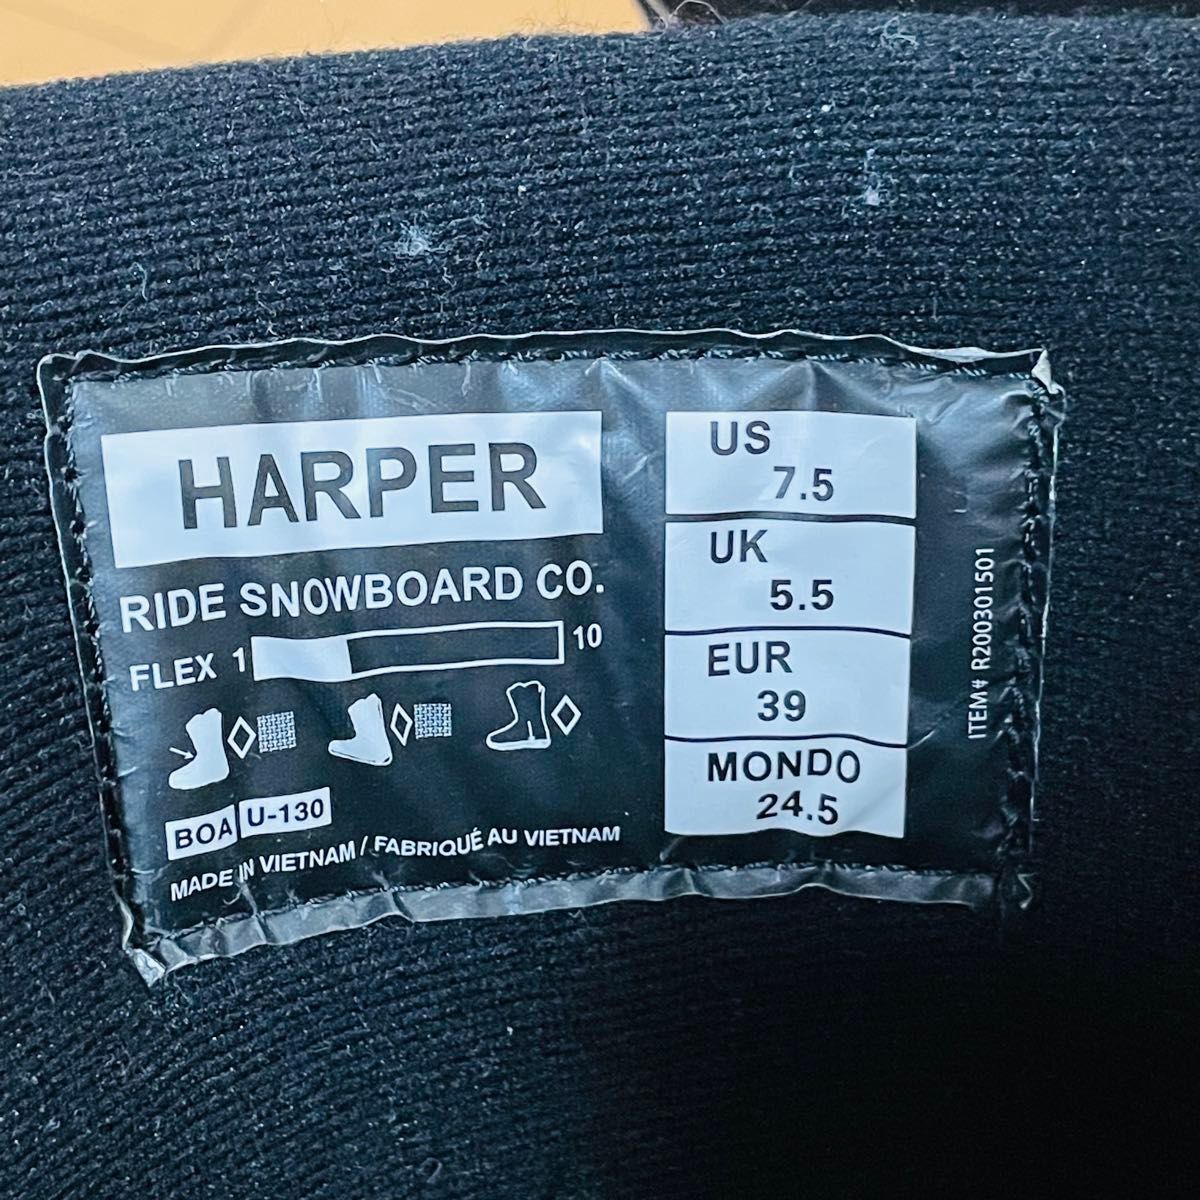 HARPER
RIDE SNOWBOARD CO.
FLEX 1 10
BOA U-130
MADE IN VIETNAM / FABRIQUÉ AU VIETNAM
US
7.5
UK
5.5
EUR
39
MONDO
24.5
ITEM# R200301501